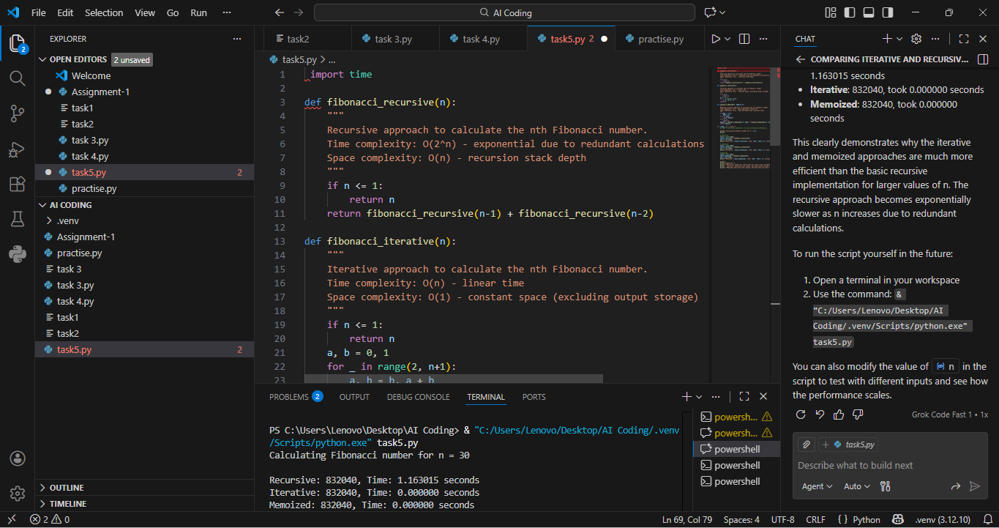 File Edit Selection View Go Run ··· AI Coding
EXPLORER ···
OPEN EDITORS 2 unsaved
Welcome
Assignment-1
task1
task2
task 3.py
task 4.py
task5.py 2
practise.py
AI CODING
.venv
Assignment-1
practise.py
task 3
task 3.py
task 4.py
task1
task2
task5.py 2
OUTLINE
TIMELINE
task2 task 3.py task 4.py task5.py 2 practise.py
task5.py > ...
1 import time
2
3 def fibonacci_recursive(n):
4 """
5 Recursive approach to calculate the nth Fibonacci number.
6 Time complexity: O(2^n) - exponential due to redundant calculations
7 Space complexity: O(n) - recursion stack depth
8 """
9 if n <= 1:
10 return n
11 return fibonacci_recursive(n-1) + fibonacci_recursive(n-2)
12
13 def fibonacci_iterative(n):
14 """
15 Iterative approach to calculate the nth Fibonacci number.
16 Time complexity: O(n) - linear time
17 Space complexity: O(1) - constant space (excluding output storage)
18 """
19 if n <= 1:
20 return n
21 a, b = 0, 1
22 for _ in range(2, n+1):
23 a, b = b, a + b
PROBLEMS 2 OUTPUT DEBUG CONSOLE TERMINAL PORTS
PS C:\Users\Lenovo\Desktop\AI Coding> & "C:/Users/Lenovo/Desktop/AI Coding/.venv
/Scripts/python.exe" task5.py
Calculating Fibonacci number for n = 30
Recursive: 832040, Time: 1.163015 seconds
Iterative: 832040, Time: 0.000000 seconds
Memoized: 832040, Time: 0.000000 seconds
powersh...
powersh...
powershell
powershell
powershell
CHAT
COMPARING ITERATIVE AND RECURSIV...
1.163015 seconds
• Iterative: 832040, took 0.000000 seconds
• Memoized: 832040, took 0.000000
seconds
This clearly demonstrates why the iterative
and memoized approaches are much more
efficient than the basic recursive
implementation for larger values of n. The
recursive approach becomes exponentially
slower as n increases due to redundant
calculations.
To run the script yourself in the future:
1. Open a terminal in your workspace
2. Use the command: &
"C:/Users/Lenovo/Desktop/AI
Coding/.venv/Scripts/python.exe"
task5.py
You can also modify the value of n in the
script to test with different inputs and see how
the performance scales.
Grok Code Fast 1 • 1x
+ task5.py
Describe what to build next
Agent Auto
2 0 Ln 69, Col 79 Spaces: 4 UTF-8 CRLF { } Python .venv (3.12.10)